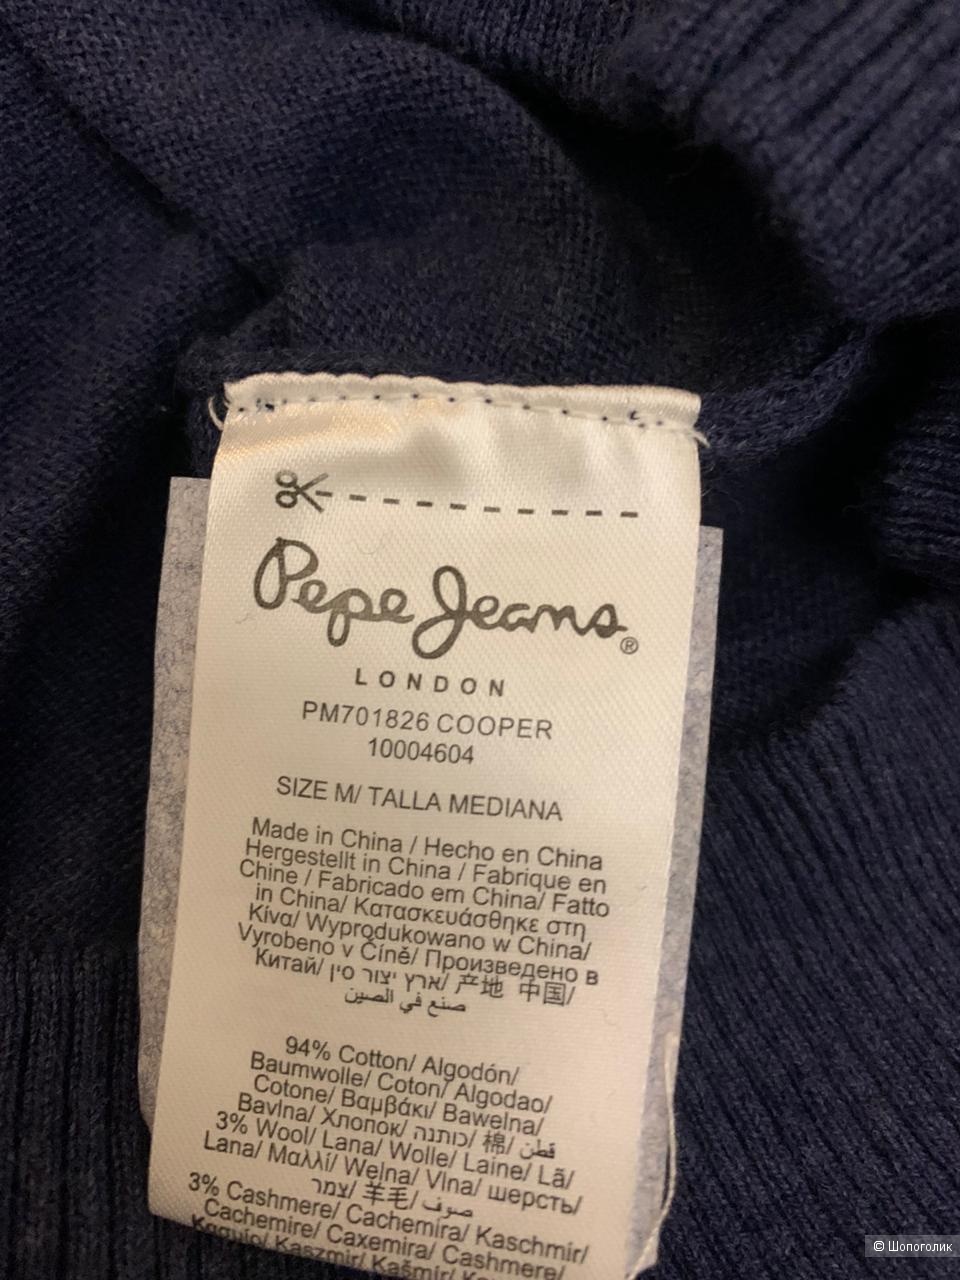 Pepe Jeans®
LONDON
PM701826 COOPER
10004604
SIZE M/ TALLA MEDIANA
Made in China / Hecho en China
Hergestellt in China / Fabrique en
Chine / Fabricado em China/ Fatto
in China/ Κατασκευάσθηκε στη
Κίνα/ Wyprodukowano w China/
Vyrobeno v Číně/ Произведено в
Китай/ ארץ יצור סין/ 产地 中国/
صنع في الصين
94% Cotton/ Algodón/
Baumwolle/ Coton/ Algodao/
Cotone/ Βαμβάκι/ Bawelna/
Bavlna/ Хлопок/ כותנה/ 棉/ قطن
3% Wool/ Lana/ Wolle/ Laine/ Lã/
Lana/ Μαλλί/ Welna/ Vlna/ шерсть/
צמר/ 羊毛/ صوف
3% Cashmere/ Cachemira/ Kaschmir/
Cachemire/ Caxemira/ Cashmere/
Kaszmir/ Kašmír/
© Шопоголик